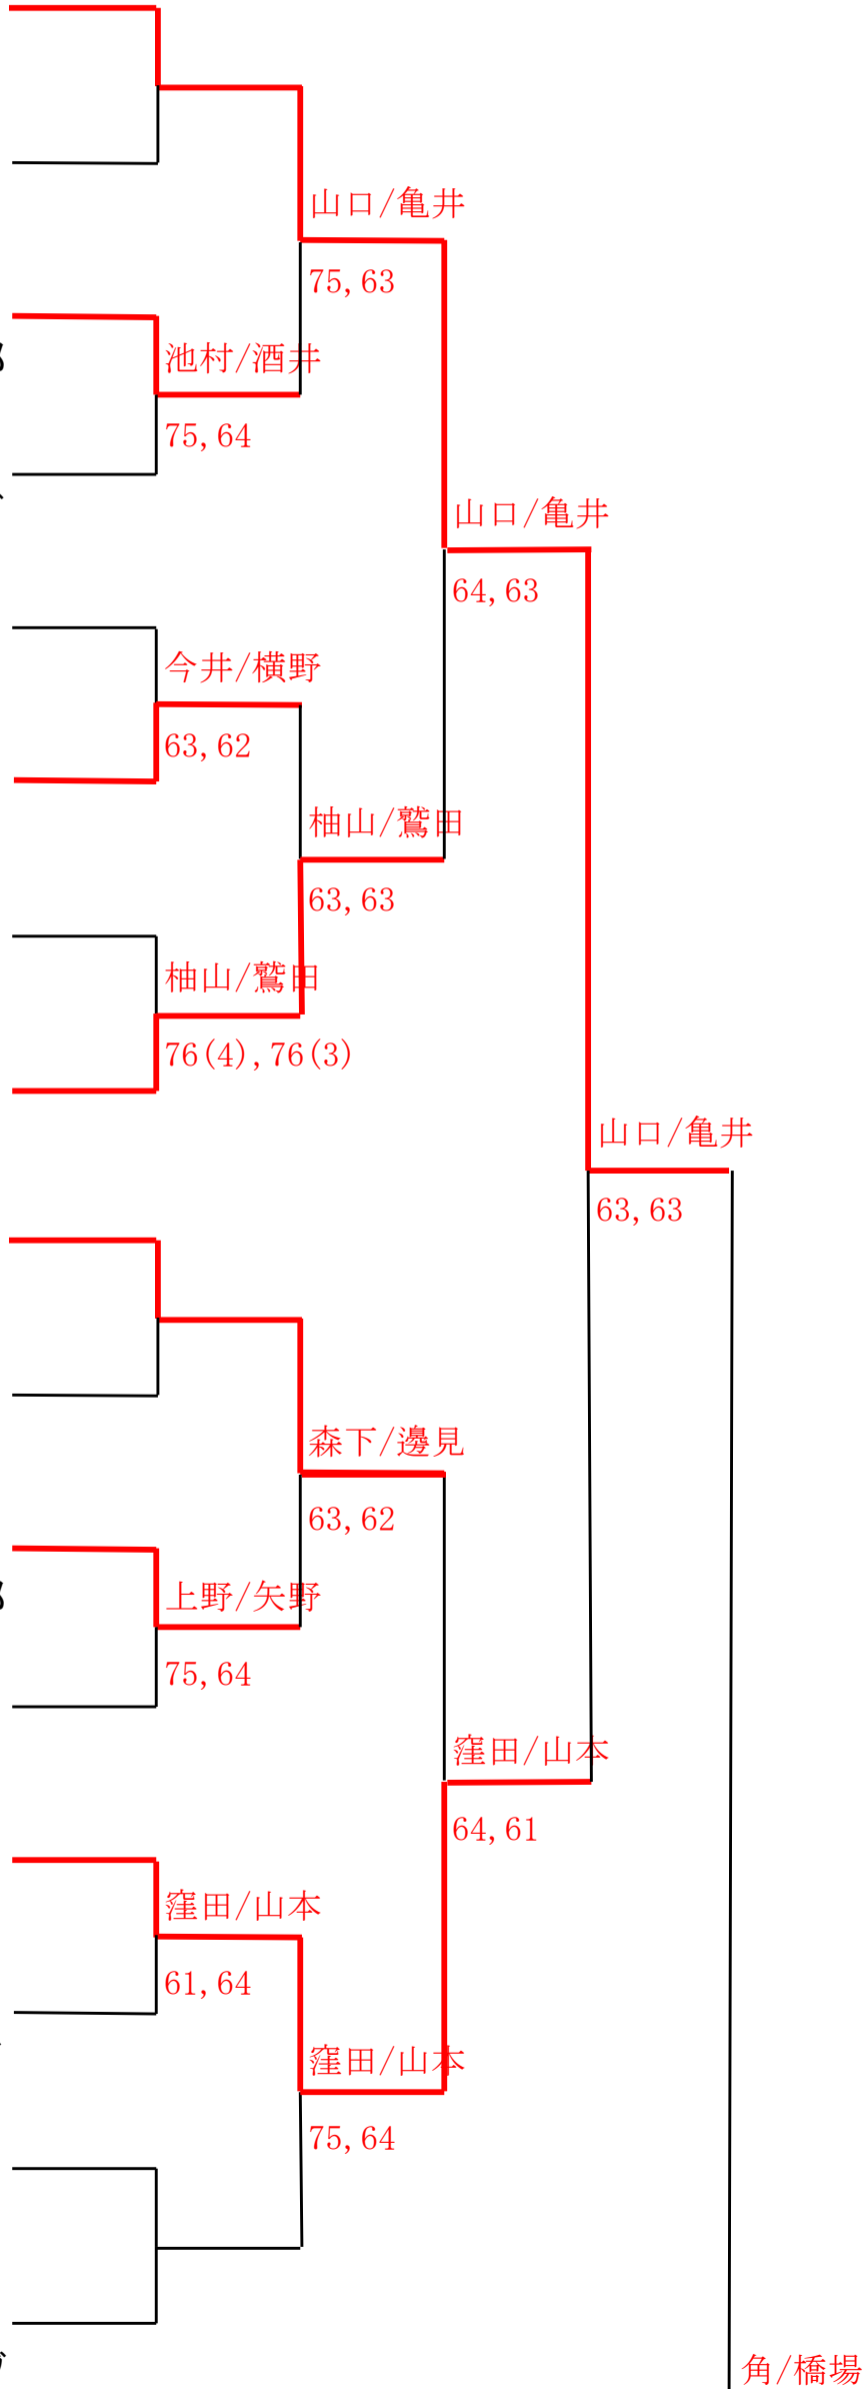 山口/亀井
75,63
池村/酒井
75,64
山口/亀井
64,63
今井/横野
63,62
柚山/鷲田
63,63
柚山/鷲田
76(4),76(3)
山口/亀井
63,63
森下/邊見
63,62
上野/矢野
75,64
窪田/山本
64,61
窪田/山本
61,64
窪田/山本
75,64
角/橋場